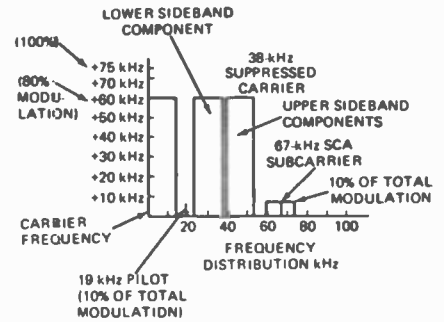 LOWER SIDEBAND
COMPONENT
(100%)
+75 kHz
+70 kHz
(80%
MODU-
LATION)
+60 kHz
+50 kHz
+40 kHz
+30 kHz
+20 kHz
+10 kHz
38-kHz
SUPPRESSED
CARRIER
UPPER SIDEBAND
COMPONENTS
67-kHz SCA
SUBCARRIER
10% OF TOTAL
MODULATION
CARRIER
FREQUENCY
20
40
60
80
100
FREQUENCY
DISTRIBUTION kHz
19 kHz PILOT
(10% OF TOTAL
MODULATION)